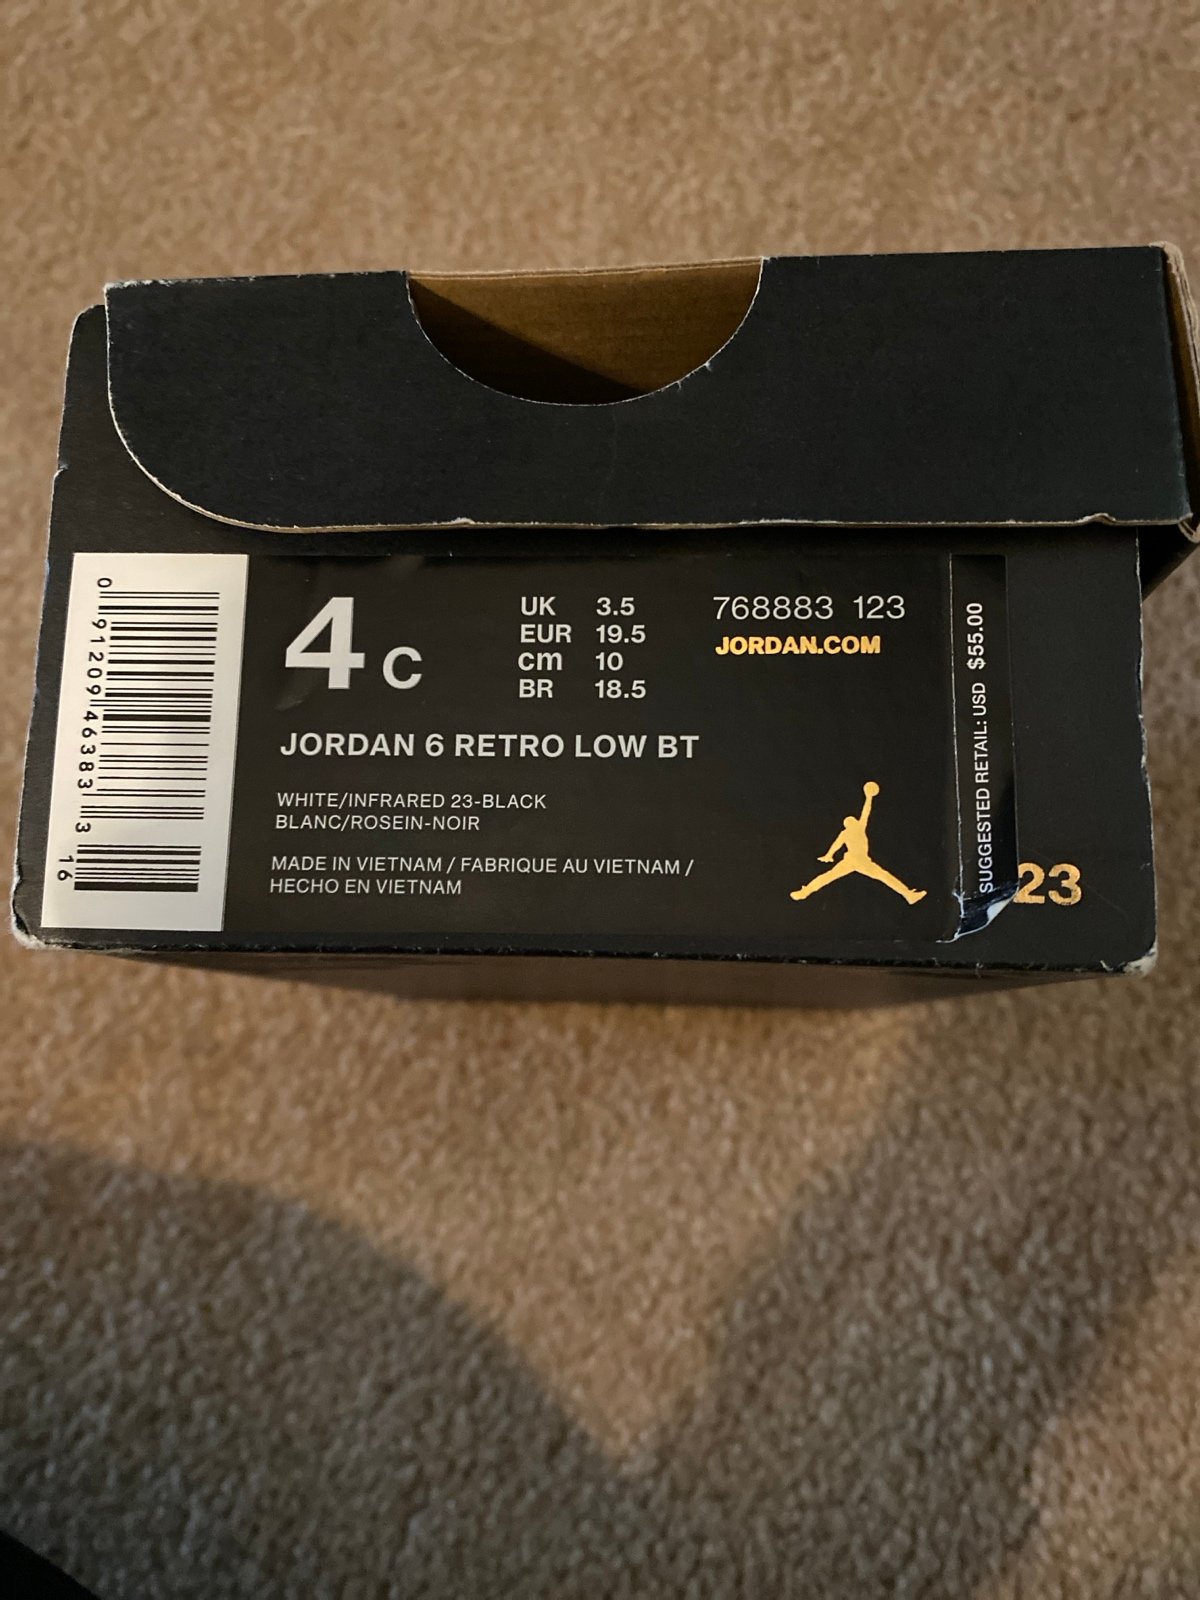 0 91209 46383 3 16
4 C
UK 3.5
EUR 19.5
cm 10
BR 18.5
768883 123
JORDAN.COM
JORDAN 6 RETRO LOW BT
WHITE/INFRARED 23-BLACK
BLANC/ROSEIN-NOIR
MADE IN VIETNAM / FABRIQUE AU VIETNAM /
HECHO EN VIETNAM
SUGGESTED RETAIL: USD $55.00
23